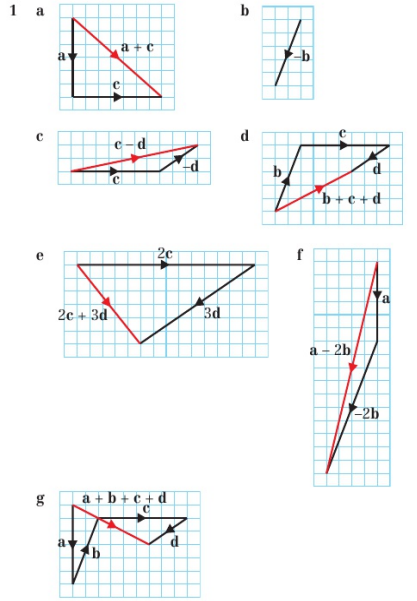 1 a b
a
a + c
c
–b
c d
c – d
c
–d
c
b
d
b + c + d
e f
2c
2c + 3d
3d
a
a – 2b
–2b
g
a + b + c + d
c
a
b
d